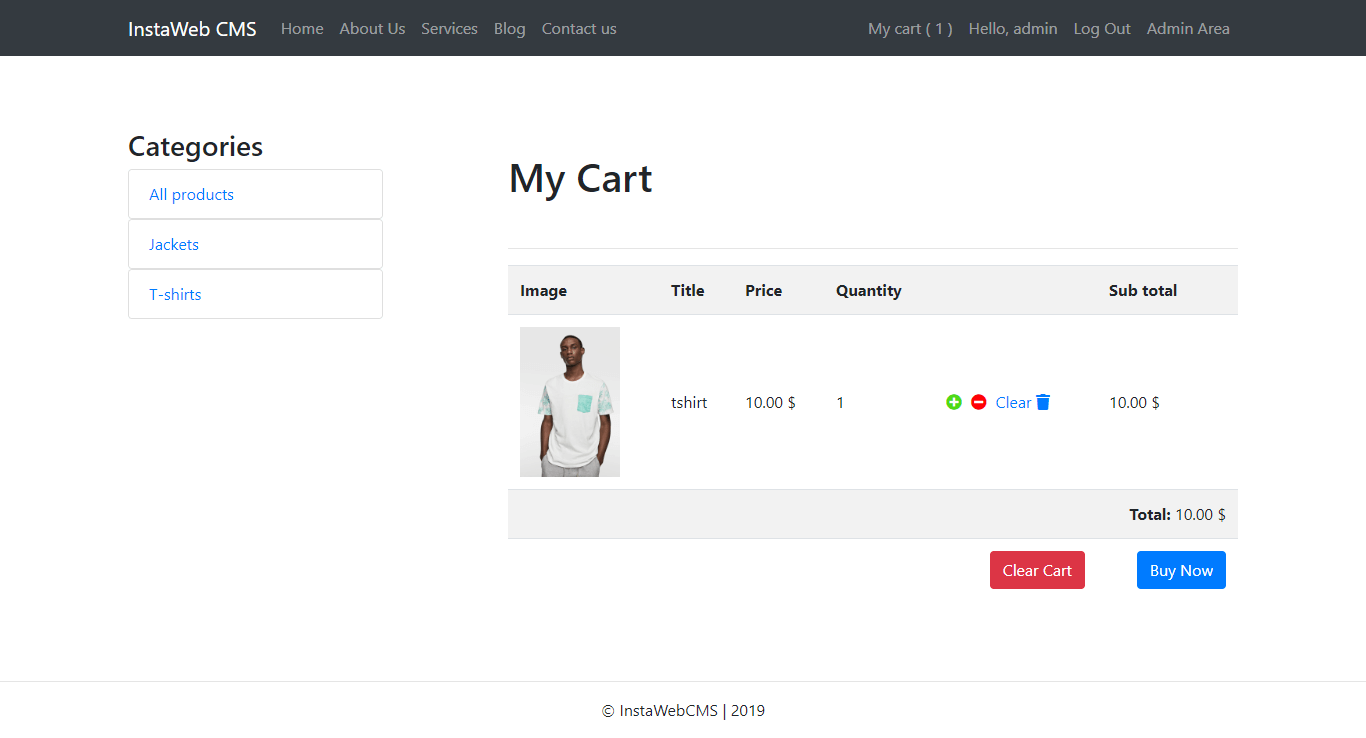 InstaWeb CMS Home About Us Services Blog Contact us My cart ( 1 ) Hello, admin Log Out Admin Area
Categories
All products
Jackets
T-shirts
My Cart
Image Title Price Quantity Sub total
tshirt 10.00 $ 1 Clear 10.00 $
Total: 10.00 $
Clear Cart Buy Now
© InstaWebCMS | 2019